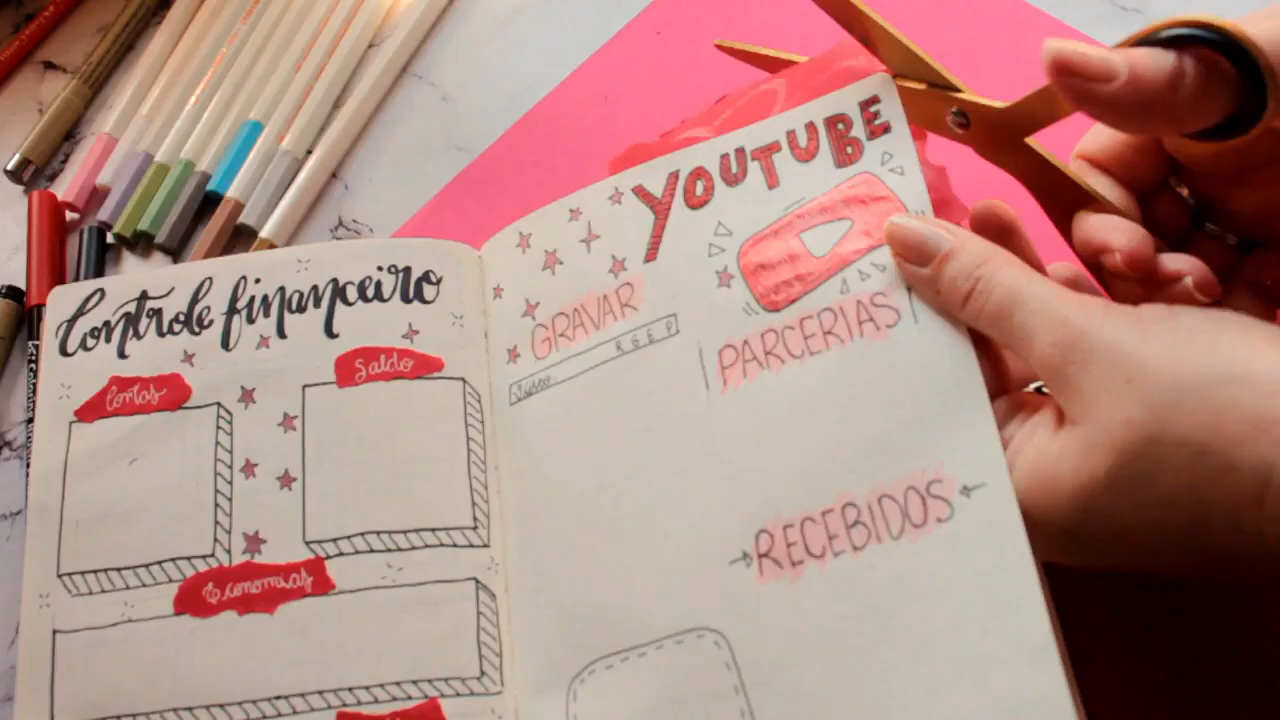 Controle financeiro
Contas
Saldo
Economias
YOUTUBE
GRAVAR
R G E P
Vídeo:
PARCERIAS
RECEBIDOS